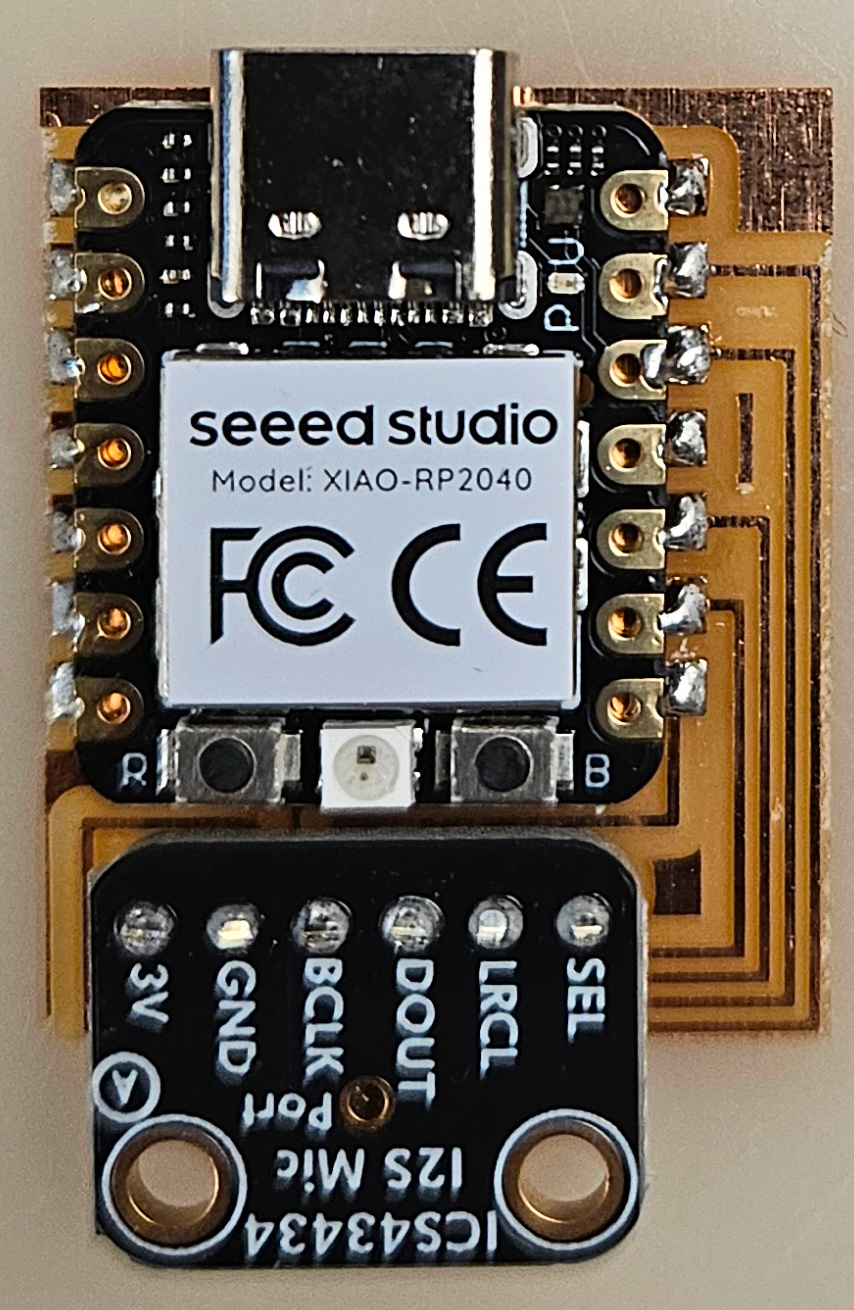 U
P
seeed studio
Model: XIAO-RP2040
FC CE
R
B
3V
GND
BCLK
DOUT
LRCL
SEL
Port
I2S Mic
ICS43434
A